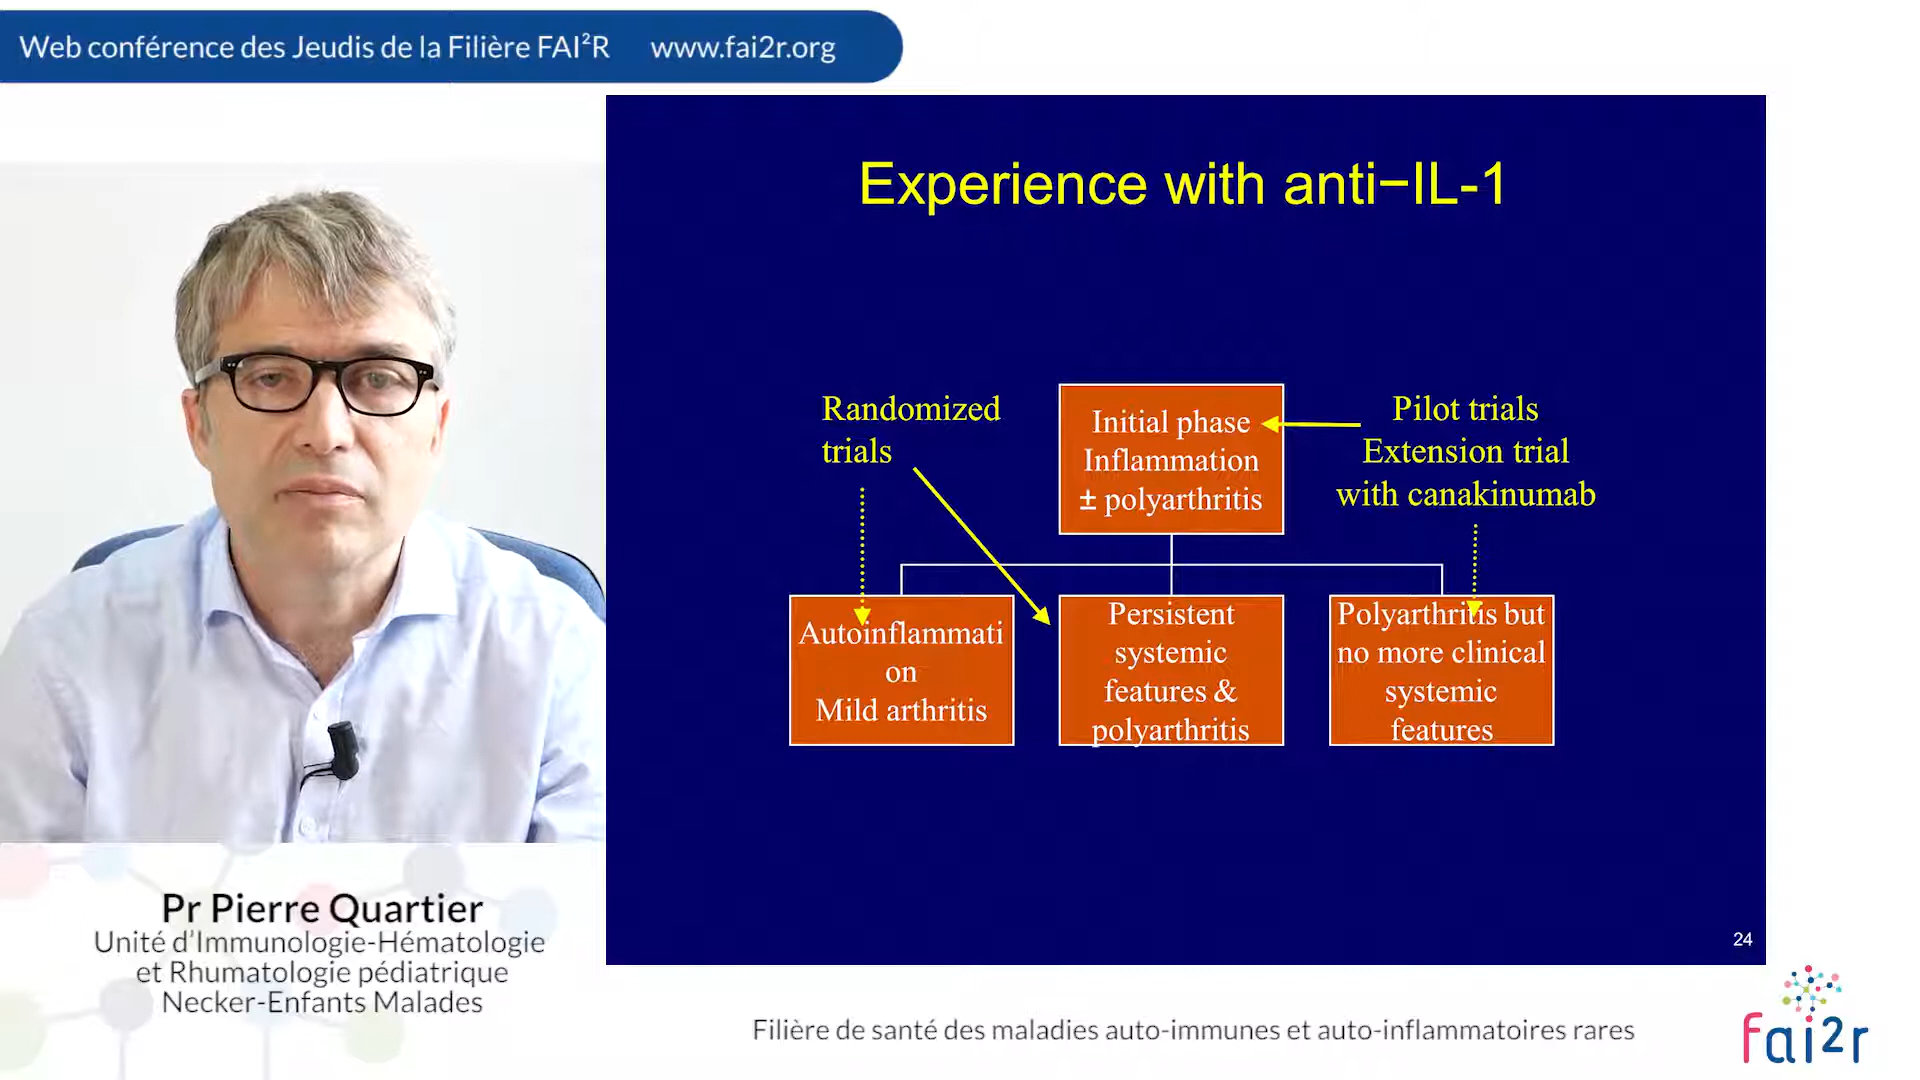 Web conférence des Jeudis de la Filière FAI²R www.fai2r.org
Experience with anti−IL-1
Randomized
trials
Initial phase
Inflammation
± polyarthritis
Pilot trials
Extension trial
with canakinumab
Autoinflammati
on
Mild arthritis
Persistent
systemic
features &
polyarthritis
Polyarthritis but
no more clinical
systemic
features
24
Pr Pierre Quartier
Unité d’Immunologie-Hématologie
et Rhumatologie pédiatrique
Necker-Enfants Malades
Filière de santé des maladies auto-immunes et auto-inflammatoires rares
fai2r